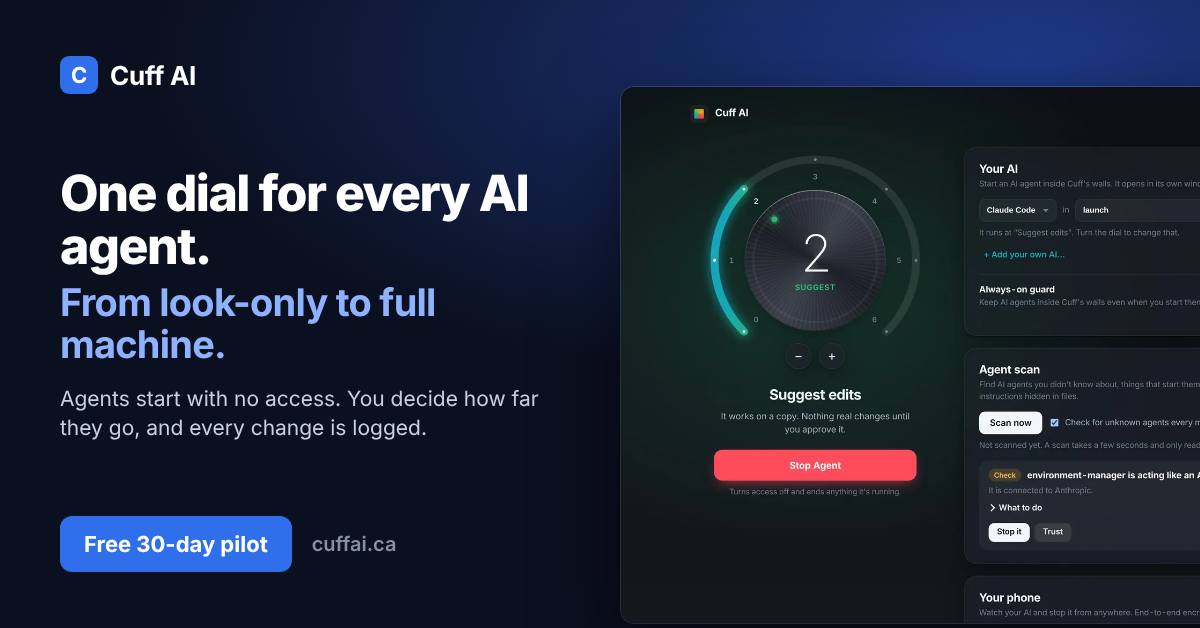 C
Cuff AI
One dial for every AI
agent.
From look-only to full
machine.
Agents start with no access. You decide how far
they go, and every change is logged.
Free 30-day pilot
cuffai.ca
Cuff AI
0
1
2
3
4
5
6
2
SUGGEST
−
+
Suggest edits
It works on a copy. Nothing real changes until
you approve it.
Stop Agent
Turns access off and ends anything it's running.
Your AI
Start an AI agent inside Cuff's walls. It opens in its own
Claude Code in launch
It runs at "Suggest edits". Turn the dial to change that.
+ Add your own AI...
Always-on guard
Keep AI agents inside Cuff's walls even when you start
Agent scan
Find AI agents you didn't know about, things that start
instructions hidden in files.
Scan now Check for unknown agents every
Not scanned yet. A scan takes a few seconds and only
Check environment-manager is acting like an
It is connected to Anthropic.
What to do
Stop it Trust
Your phone
Watch your AI and stop it from anywhere. End-to-end